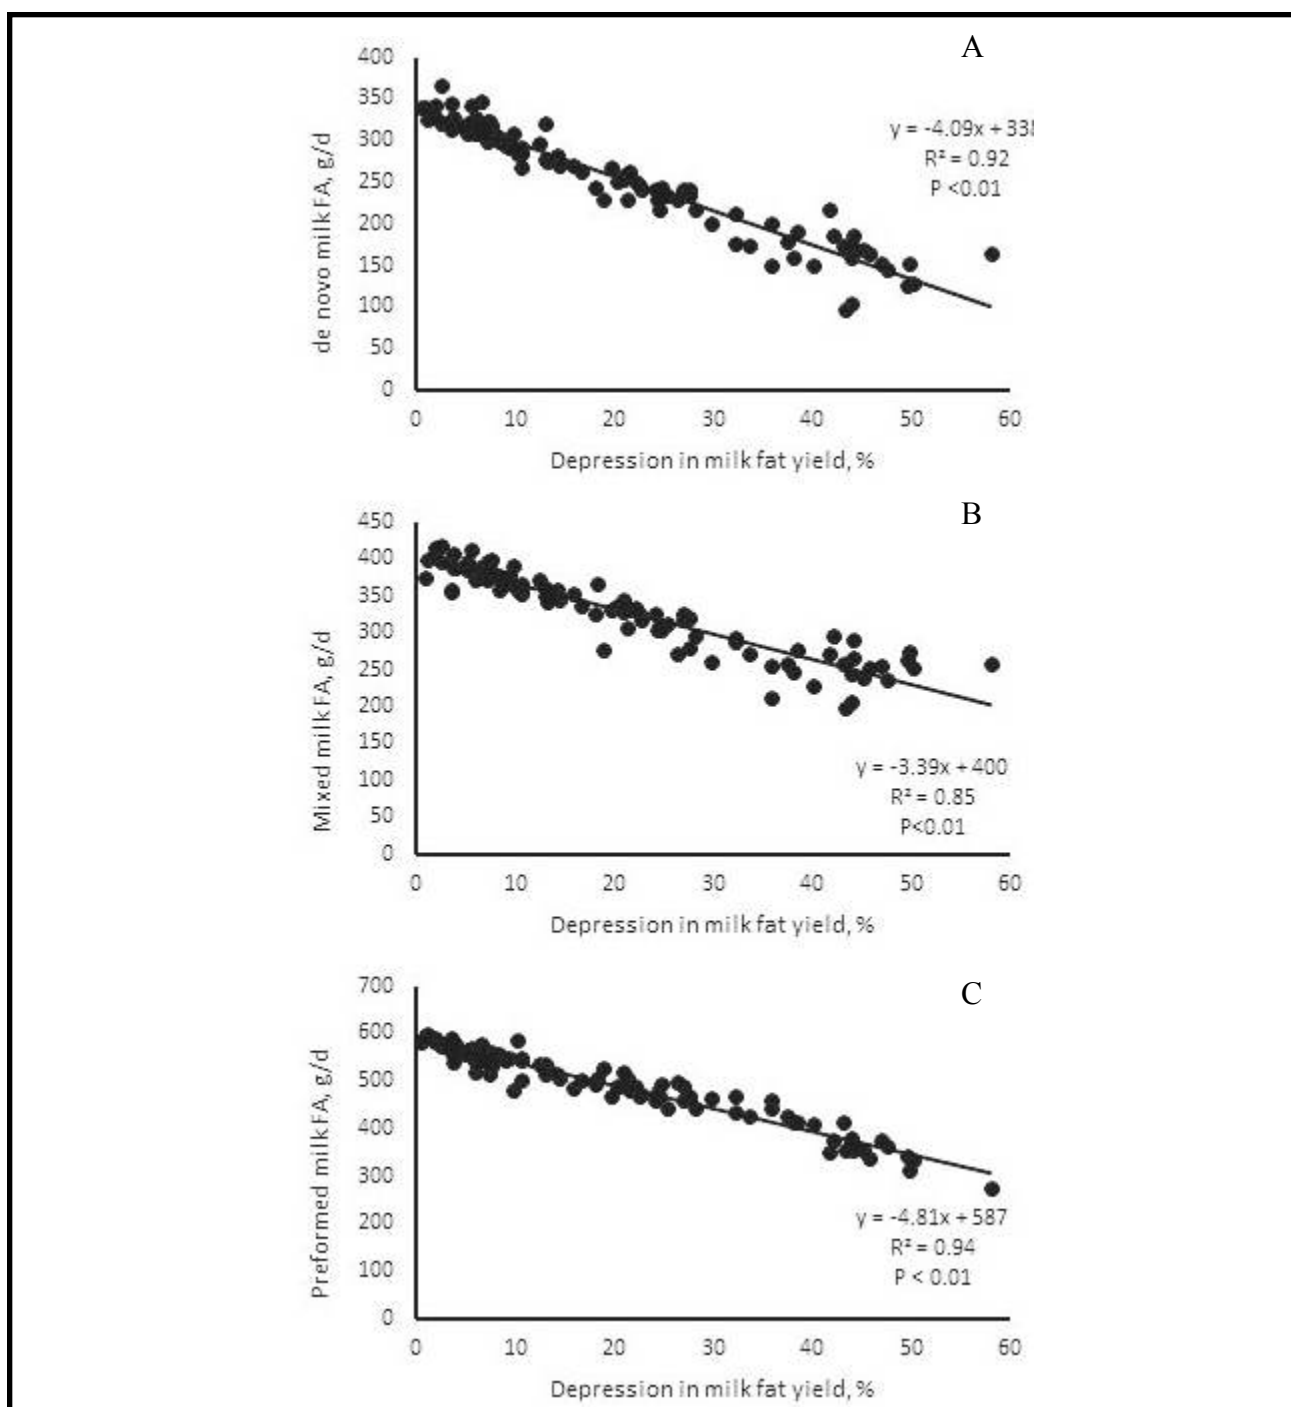 A
400
350
300
250
200
150
100
50
0
de novo milk FA, g/d
y = -4.09x + 338
R² = 0.92
P <0.01
0 10 20 30 40 50 60
Depression in milk fat yield, %
B
450
400
350
300
250
200
150
100
50
0
Mixed milk FA, g/d
y = -3.39x + 400
R² = 0.85
P<0.01
0 10 20 30 40 50 60
Depression in milk fat yield, %
C
700
600
500
400
300
200
100
0
Preformed milk FA, g/d
y = -4.81x + 587
R² = 0.94
P < 0.01
0 10 20 30 40 50 60
Depression in milk fat yield, %